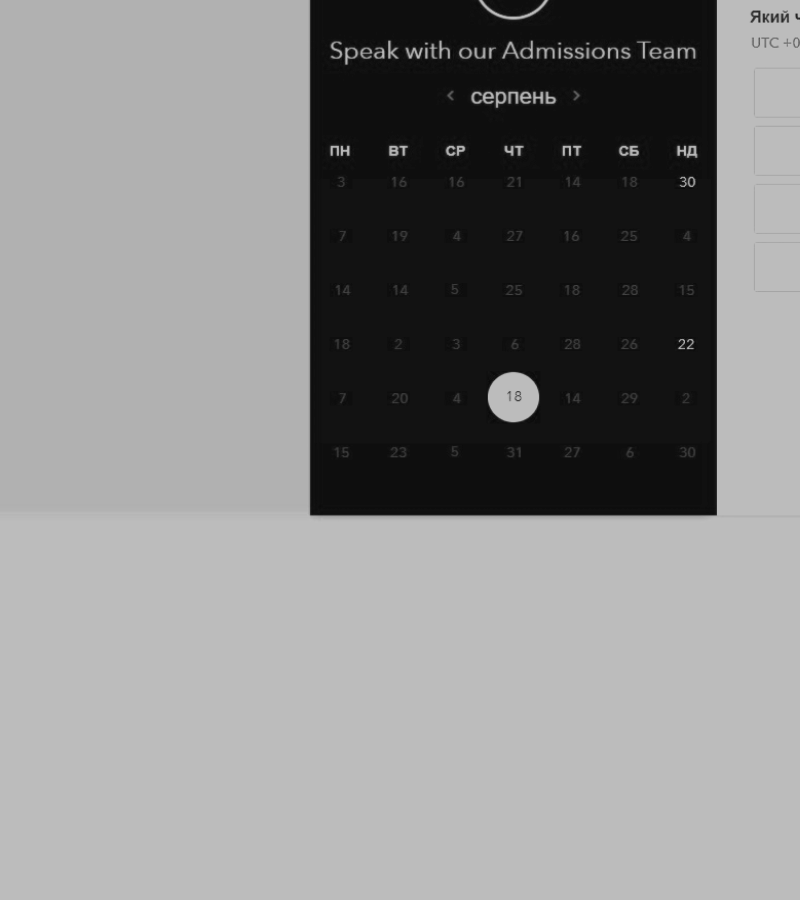 Який
UTC +0
Speak with our Admissions Team
‹ серпень ›
ПН ВТ СР ЧТ ПТ СБ НД
3 16 16 21 14 18 30
7 19 4 27 16 25 4
14 14 5 25 18 28 15
18 2 3 6 28 26 22
7 20 4 18 14 29 2
15 23 5 31 27 6 30